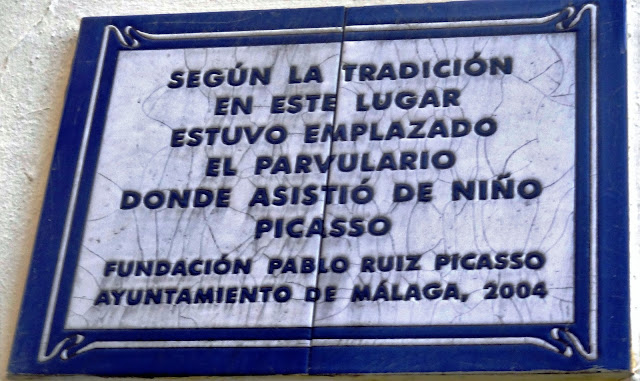 SEGÚN LA TRADICIÓN
EN ESTE LUGAR
ESTUVO EMPLAZADO
EL PARVULARIO
DONDE ASISTIÓ DE NIÑO
PICASSO
FUNDACIÓN PABLO RUIZ PICASSO
AYUNTAMIENTO DE MÁLAGA, 2004